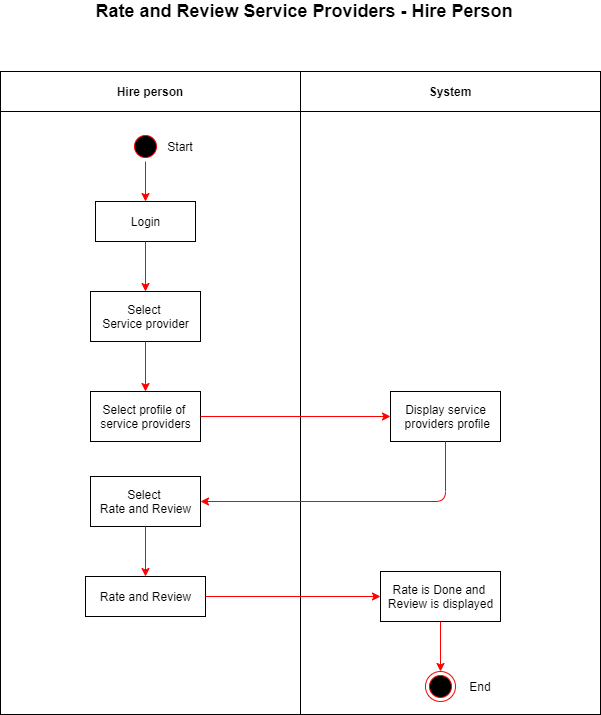 Rate and Review Service Providers - Hire Person
Hire person
System
Start
Login
Select
Service provider
Select profile of
service providers
Display service
providers profile
Select
Rate and Review
Rate and Review
Rate is Done and
Review is displayed
End